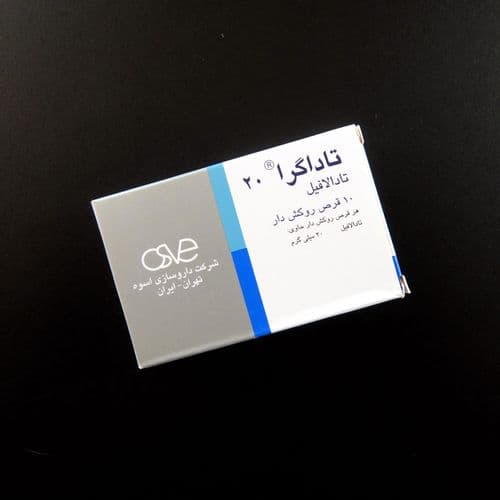 تاداگرا® ۲۰
تادالافیل
۱۰ قرص روکش دار
هر قرص روکش دار حاوی:
تادالافیل ۲۰ میلی گرم
osve
شرکت داروسازی اسوه
تهران - ایران